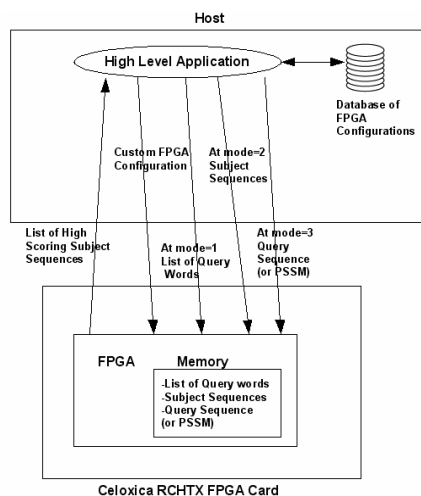 Host
High Level Application
Database of
FPGA
Configurations
Custom FPGA
Configuration
At mode=2
Subject
Sequences
List of High
Scoring Subject
Sequences
At mode=1
List of Query
Words
At mode=3
Query
Sequence
(or PSSM)
FPGA
Memory
-List of Query words
-Subject Sequences
-Query Sequence
(or PSSM)
Celoxica RCHTX FPGA Card